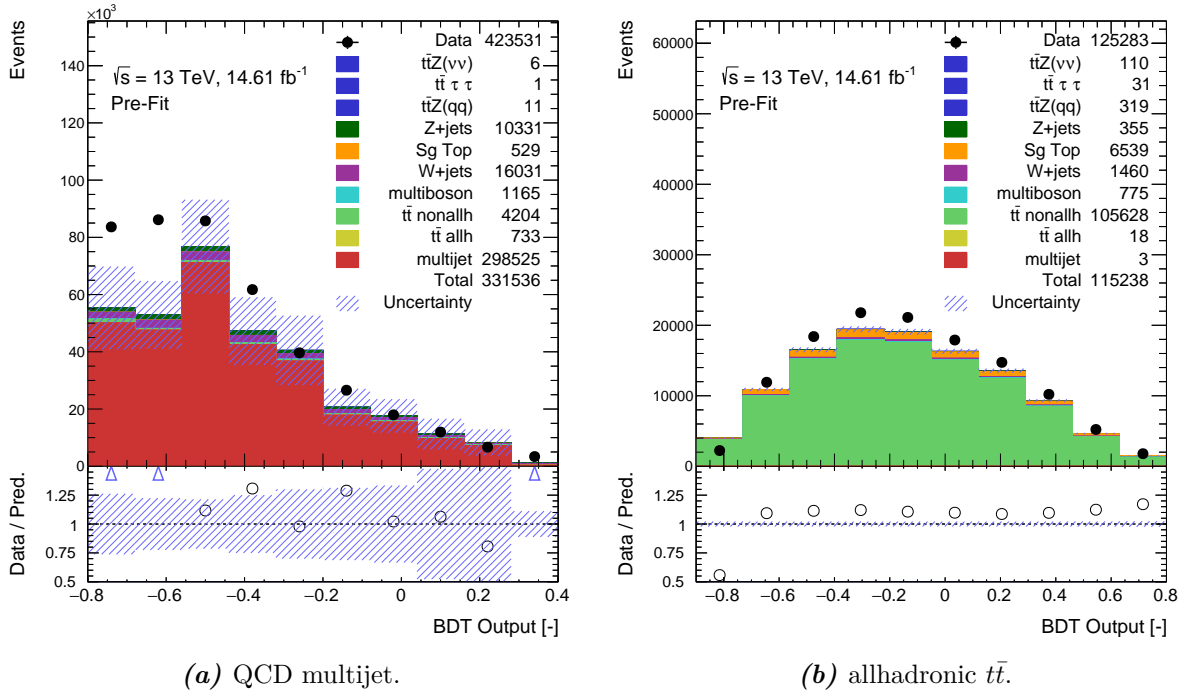 ×10³
Events
160
140
120
100
80
60
40
20
0
√s = 13 TeV, 14.61 fb⁻¹
Pre-Fit
Data 423531
tt̄Z(νν) 6
tt̄ τ τ 1
tt̄Z(qq) 11
Z+jets 10331
Sg Top 529
W+jets 16031
multiboson 1165
tt̄ nonallh 4204
tt̄ allh 733
multijet 298525
Total 331536
Uncertainty
Data / Pred.
1.25
1
0.75
0.5
−0.8 −0.6 −0.4 −0.2 0 0.2 0.4
BDT Output [-]
(a) QCD multijet.
Events
60000
50000
40000
30000
20000
10000
0
√s = 13 TeV, 14.61 fb⁻¹
Pre-Fit
Data 125283
tt̄Z(νν) 110
tt̄ τ τ 31
tt̄Z(qq) 319
Z+jets 355
Sg Top 6539
W+jets 1460
multiboson 775
tt̄ nonallh 105628
tt̄ allh 18
multijet 3
Total 115238
Uncertainty
Data / Pred.
1.25
1
0.75
0.5
−0.8 −0.6 −0.4 −0.2 0 0.2 0.4 0.6 0.8
BDT Output [-]
(b) allhadronic tt̄.